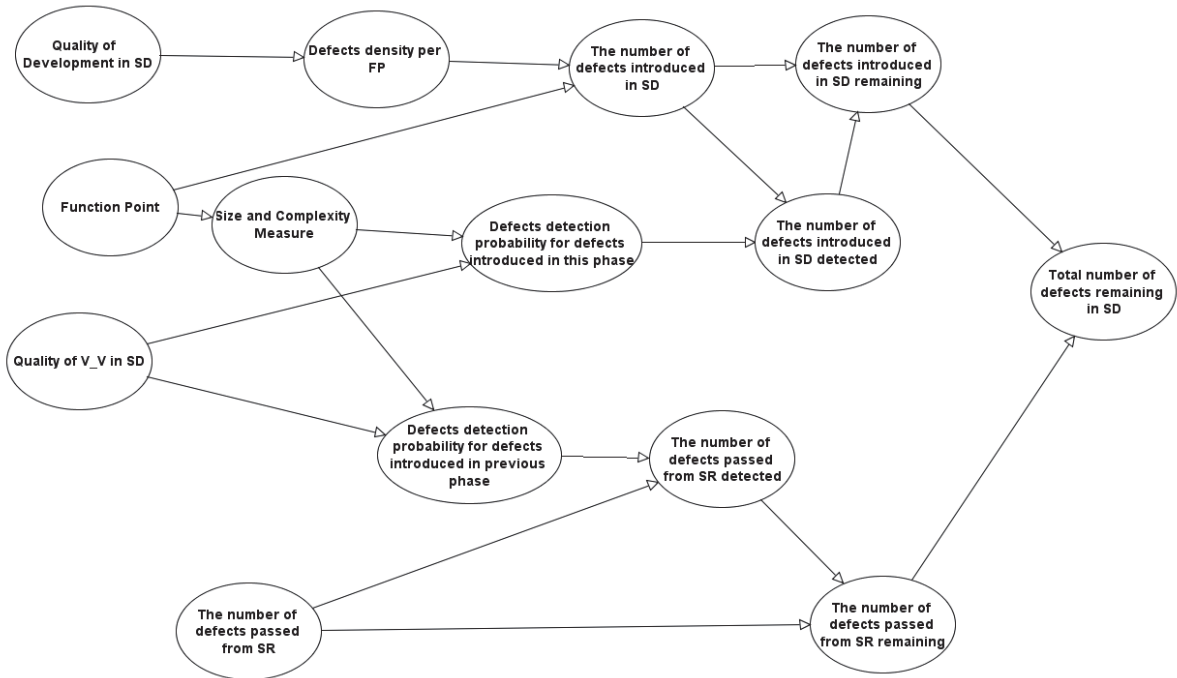 Quality of
Development in SD
Defects density per
FP
The number of
defects introduced
in SD
The number of
defects introduced
in SD remaining
Function Point
Size and Complexity
Measure
Defects detection
probability for defects
introduced in this phase
The number of
defects introduced
in SD detected
Total number of
defects remaining
in SD
Quality of V_V in SD
Defects detection
probability for defects
introduced in previous
phase
The number of
defects passed
from SR detected
The number of
defects passed
from SR
The number of
defects passed
from SR remaining